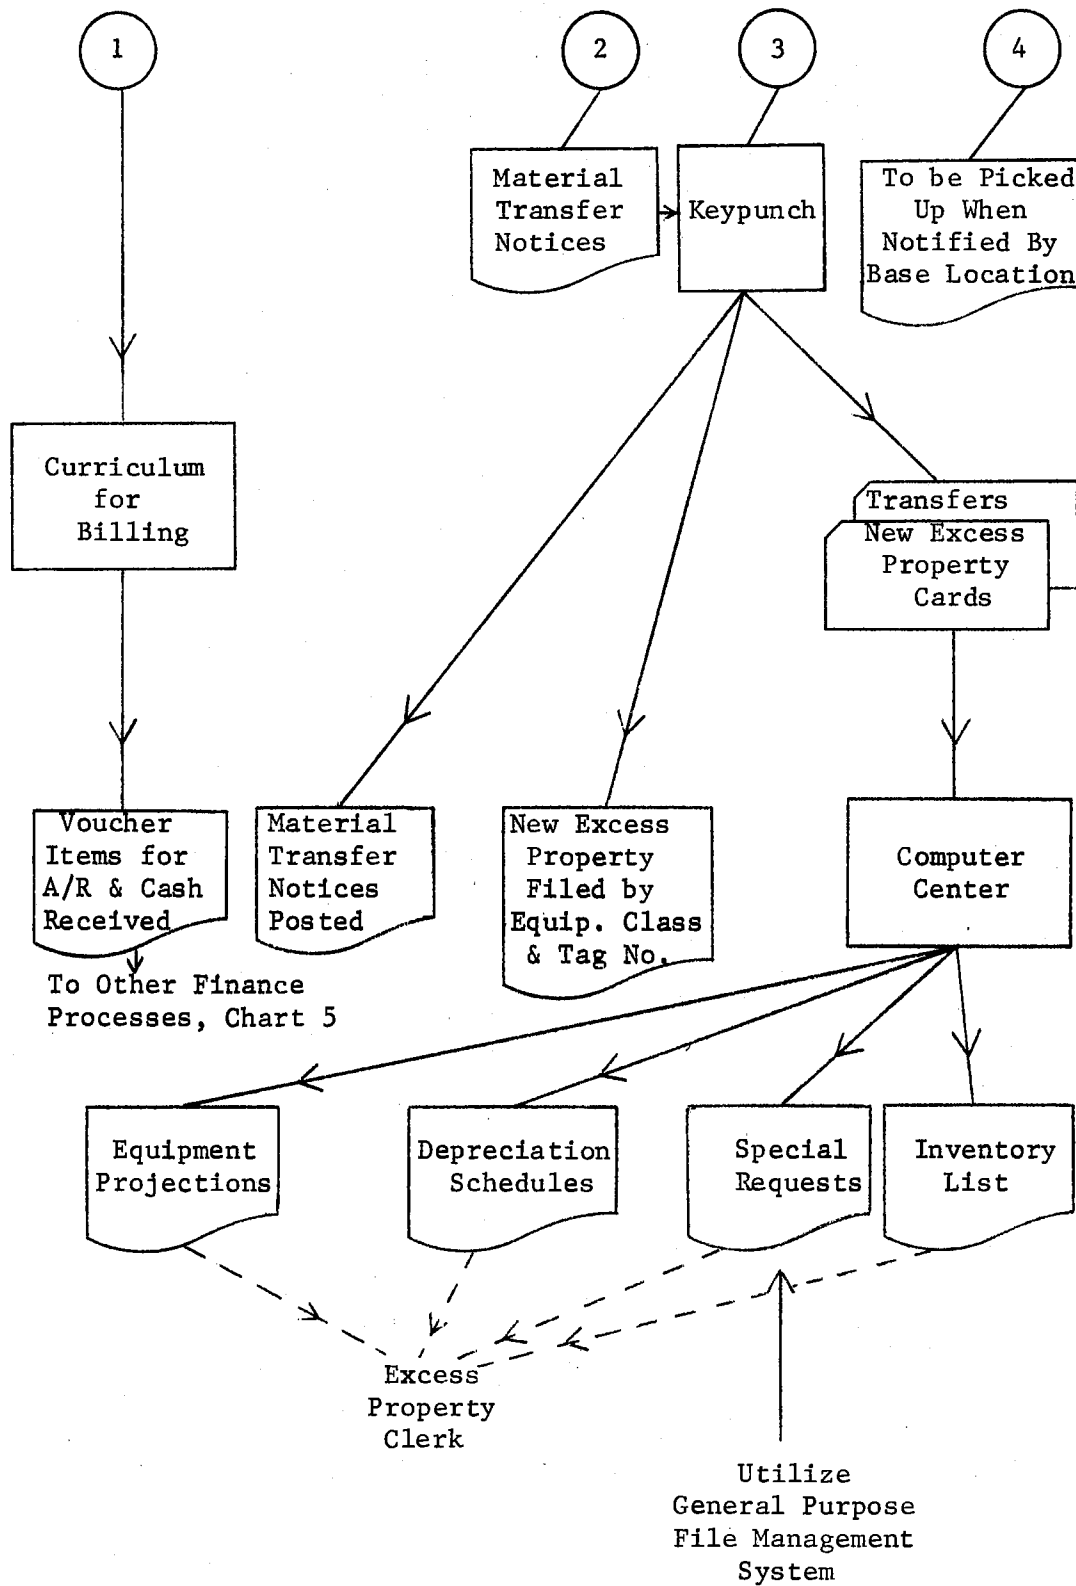 1
2
3
4
Material
Transfer
Notices
Keypunch
To be Picked
Up When
Notified By
Base Location
Curriculum
for
Billing
Transfers
New Excess
Property
Cards
Voucher
Items for
A/R & Cash
Received
Material
Transfer
Notices
Posted
New Excess
Property
Filed by
Equip. Class
& Tag No.
Computer
Center
To Other Finance
Processes, Chart 5
Equipment
Projections
Depreciation
Schedules
Special
Requests
Inventory
List
Excess
Property
Clerk
Utilize
General Purpose
File Management
System